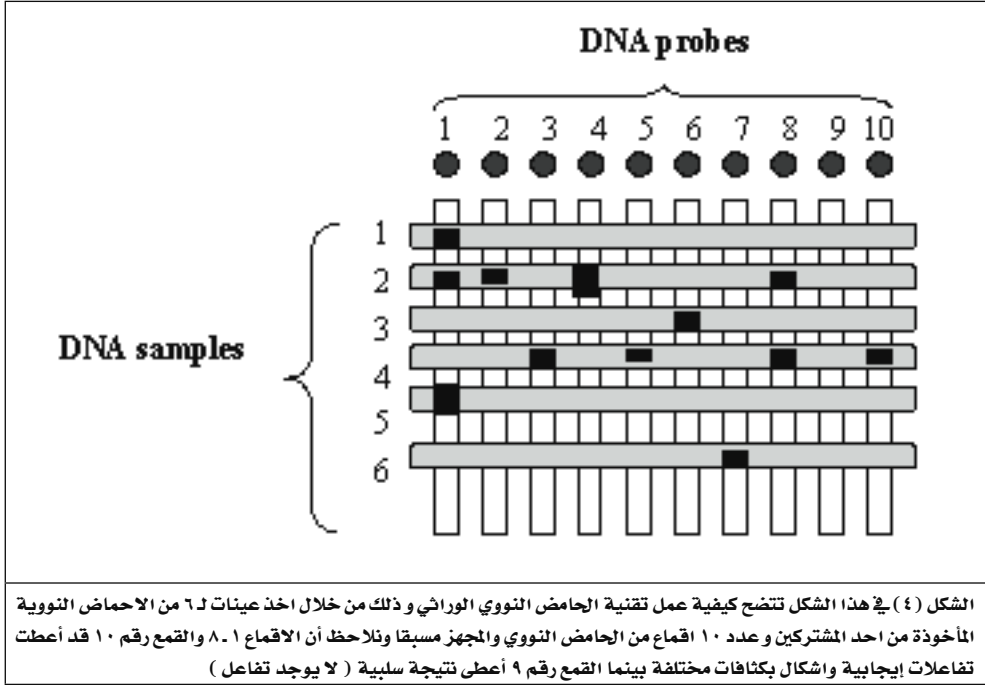 DNA probes
1 2 3 4 5 6 7 8 9 10
DNA samples
1
2
3
4
5
6
الشكل (٤) في هذا الشكل تتضح كيفية عمل تقنية الحامض النووي الوراثي و ذلك من خلال اخذ عينات لـ ٦ من الاحماض النووية
المأخوذة من احد المشتركين و عدد ١٠ اقماع من الحامض النووي والمجهز مسبقا ونلاحظ أن الاقماع ١ـ٨ والقمع رقم ١٠ قد أعطت
تفاعلات إيجابية واشكال بكثافات مختلفة بينما القمع رقم ٩ أعطى نتيجة سلبية ( لا يوجد تفاعل )